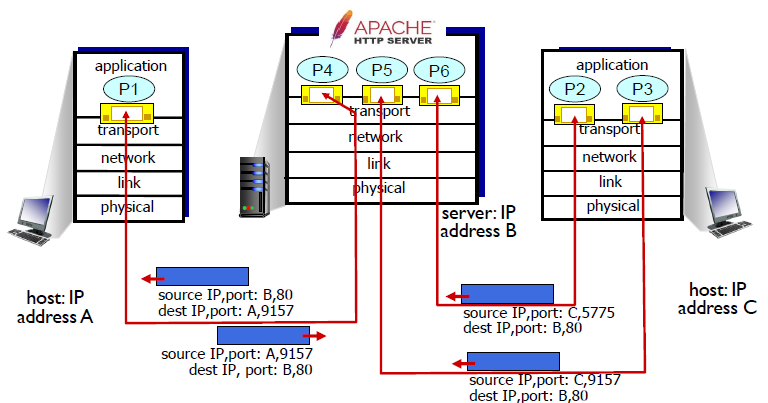 APACHE
HTTP SERVER
application
P1
transport
network
link
physical
P4
P5
P6
transport
network
link
physical
application
P2
P3
transport
network
link
physical
server: IP
address B
host: IP
address A
host: IP
address C
source IP,port: B,80
dest IP,port: A,9157
source IP,port: A,9157
dest IP, port: B,80
source IP,port: C,5775
dest IP,port: B,80
source IP,port: C,9157
dest IP,port: B,80